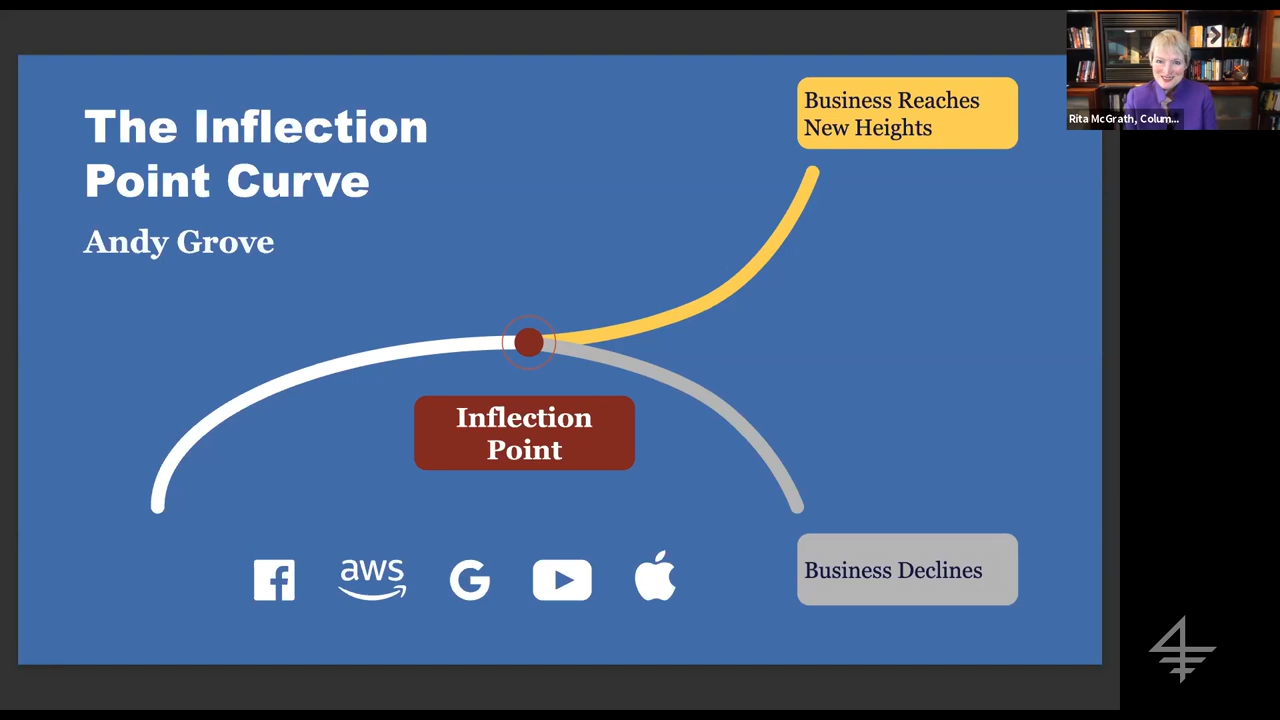 The Inflection
Point Curve
Andy Grove
Business Reaches
New Heights
Inflection
Point
Business Declines
aws
Rita McGrath, Colum...